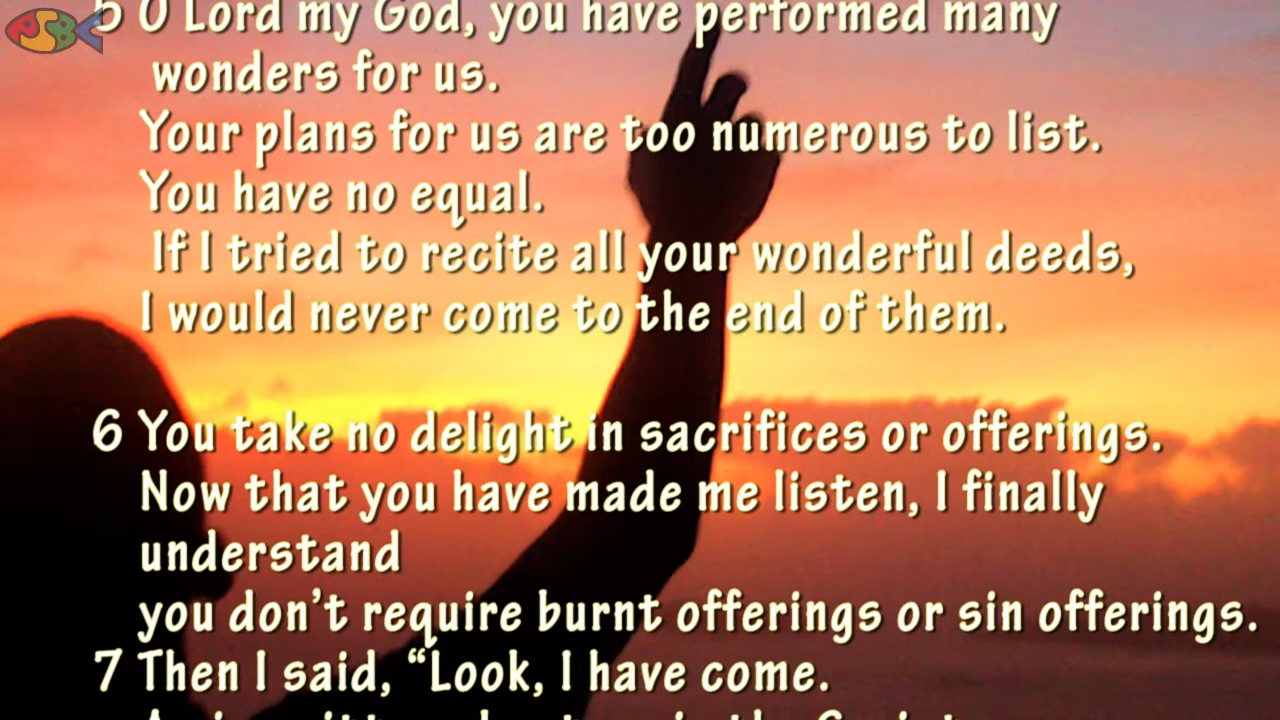 5 O Lord my God, you have performed many
wonders for us.
Your plans for us are too numerous to list.
You have no equal.
If I tried to recite all your wonderful deeds,
I would never come to the end of them.
6 You take no delight in sacrifices or offerings.
Now that you have made me listen, I finally
understand
you don’t require burnt offerings or sin offerings.
7 Then I said, “Look, I have come.